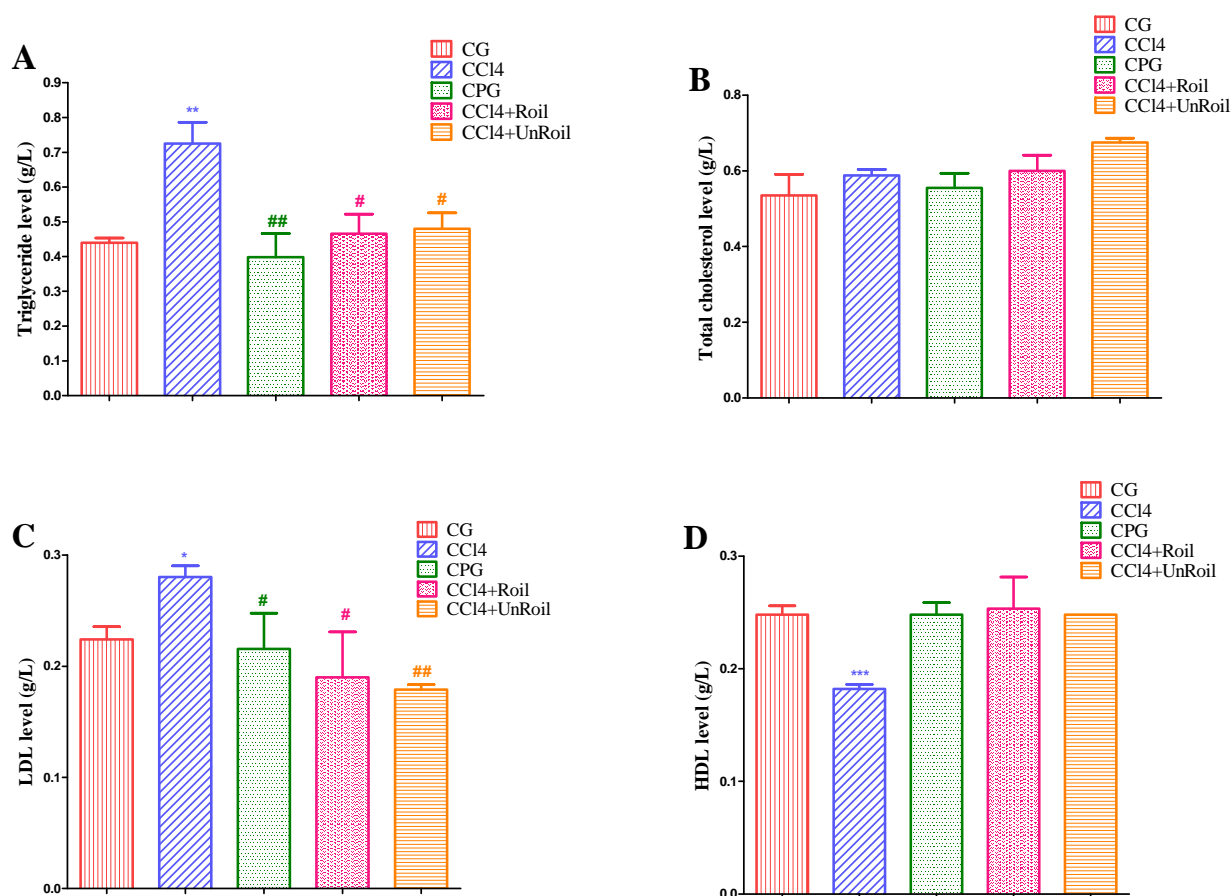 A
CG
CCl4
CPG
CCl4+Roil
CCl4+UnRoil
Triglyceride level (g/L)
0.9
0.8
0.7
0.6
0.5
0.4
0.3
0.2
0.1
0.0
**
##
#
#
B
CG
CCl4
CPG
CCl4+Roil
CCl4+UnRoil
Total cholesterol level (g/L)
0.8
0.6
0.4
0.2
0.0
C
CG
CCl4
CPG
CCl4+Roil
CCl4+UnRoil
LDL level (g/L)
0.3
0.2
0.1
0.0
*
#
#
##
D
CG
CCl4
CPG
CCl4+Roil
CCl4+UnRoil
HDL level (g/L)
0.3
0.2
0.1
0.0
***